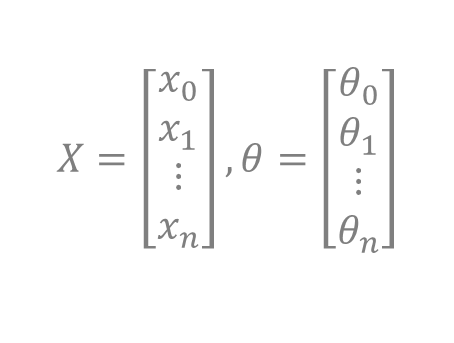 X = [x₀ x₁ ⋮ xₙ], θ = [θ₀ θ₁ ⋮ θₙ]